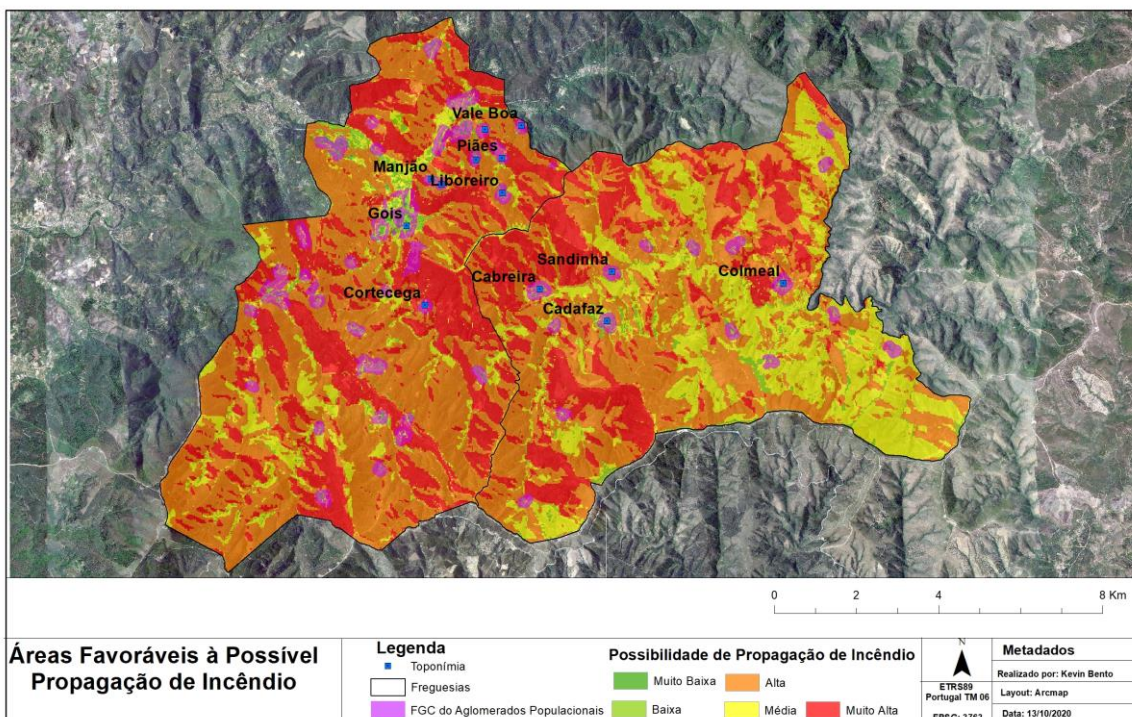 Vale Boa
Piães
Manjão
Liboreiro
Gois
Sandinha
Cabreira
Colmeal
Cortecega
Cadafaz
0 2 4 8 Km
Áreas Favoráveis à Possível
Propagação de Incêndio
Legenda
Toponímia
Freguesias
FGC do Aglomerados Populacionais
Possibilidade de Propagação de Incêndio
Muito Baixa
Alta
Baixa
Média
Muito Alta
N
ETRS89
Portugal TM 06
EPSG: 3763
Metadados
Realizado por: Kevin Bento
Layout: Arcmap
Data: 13/10/2020